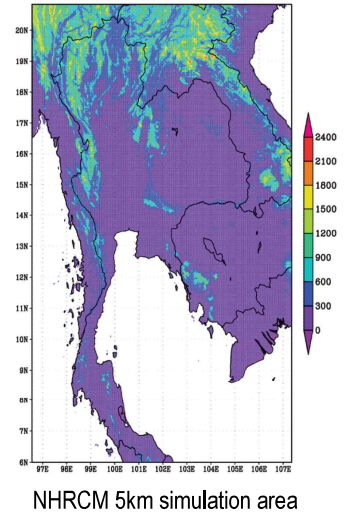 20N
19N
18N
17N
16N
15N
14N
13N
12N
11N
10N
9N
8N
7N
6N
97E 98E 99E 100E 101E 102E 103E 104E 105E 106E 107E
2400
2100
1800
1500
1200
900
600
300
0
NHRCM 5km simulation area